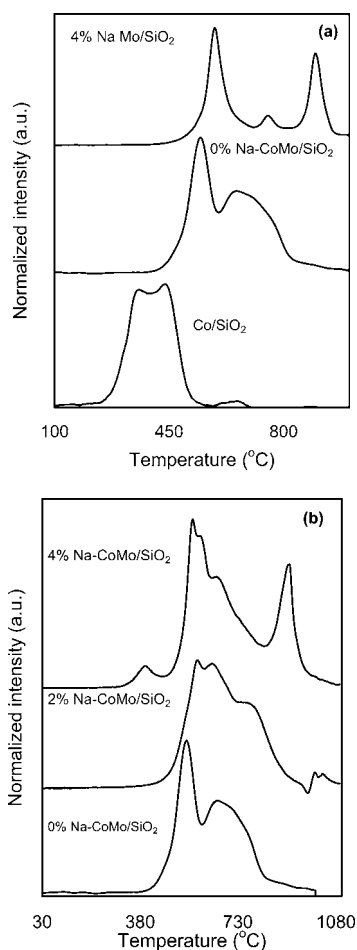 (a)
4% Na Mo/SiO₂
0% Na-CoMo/SiO₂
Co/SiO₂
Normalized intensity (a.u.)
100 450 800
Temperature (°C)
(b)
4% Na-CoMo/SiO₂
2% Na-CoMo/SiO₂
0% Na-CoMo/SiO₂
Normalized intensity (a.u.)
30 380 730 1080
Temperature (°C)